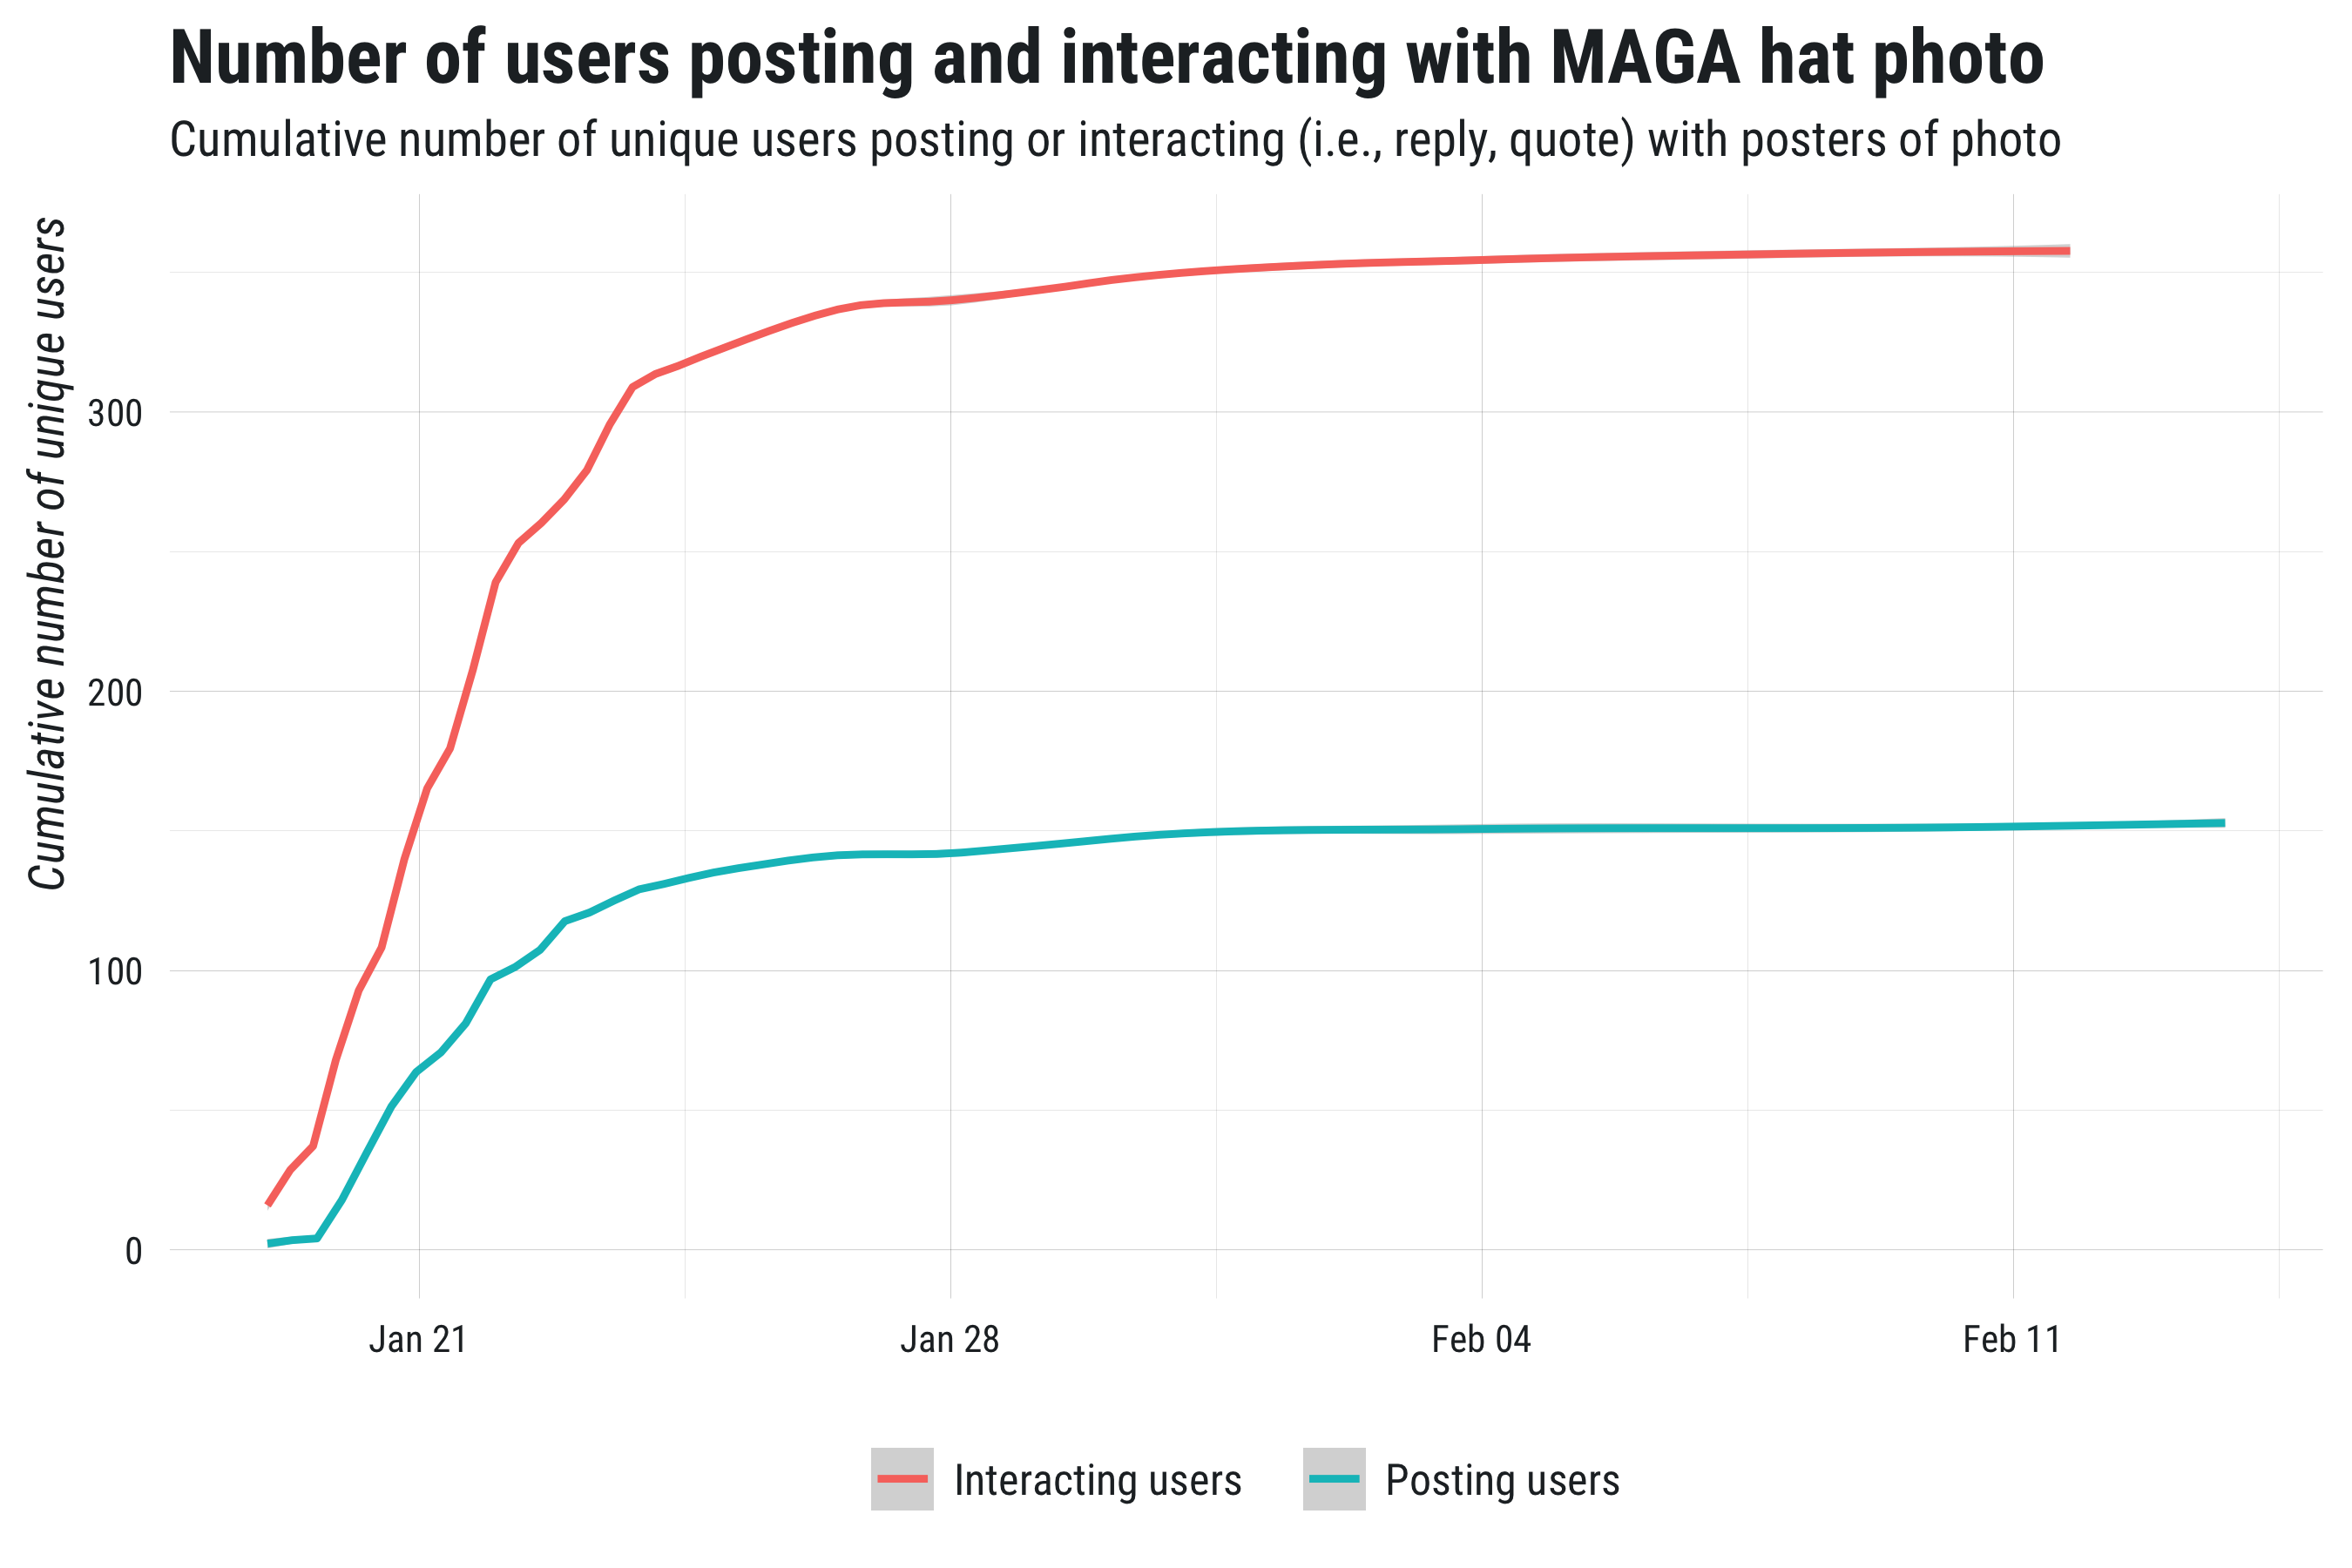 Number of users posting and interacting with MAGA hat photo
Cumulative number of unique users posting or interacting (i.e., reply, quote) with posters of photo
Cumulative number of unique users
300
200
100
0
Jan 21 Jan 28 Feb 04 Feb 11
Interacting users Posting users